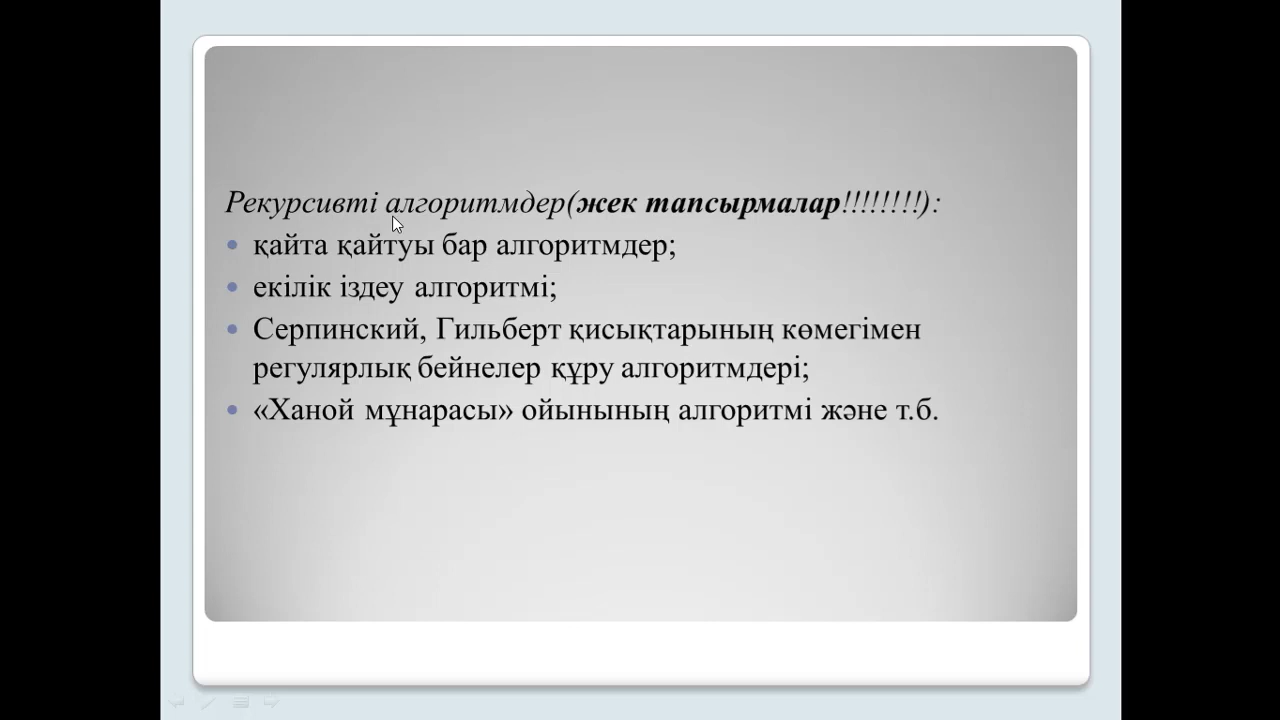 Рекурсивті алгоритмдер(жек тапсырмалар!!!!!!!!):
қайта қайтуы бар алгоритмдер;
екілік іздеу алгоритмі;
Серпинский, Гильберт қисықтарының көмегімен
регулярлық бейнелер құру алгоритмдері;
«Ханой мұнарасы» ойынының алгоритмі және т.б.